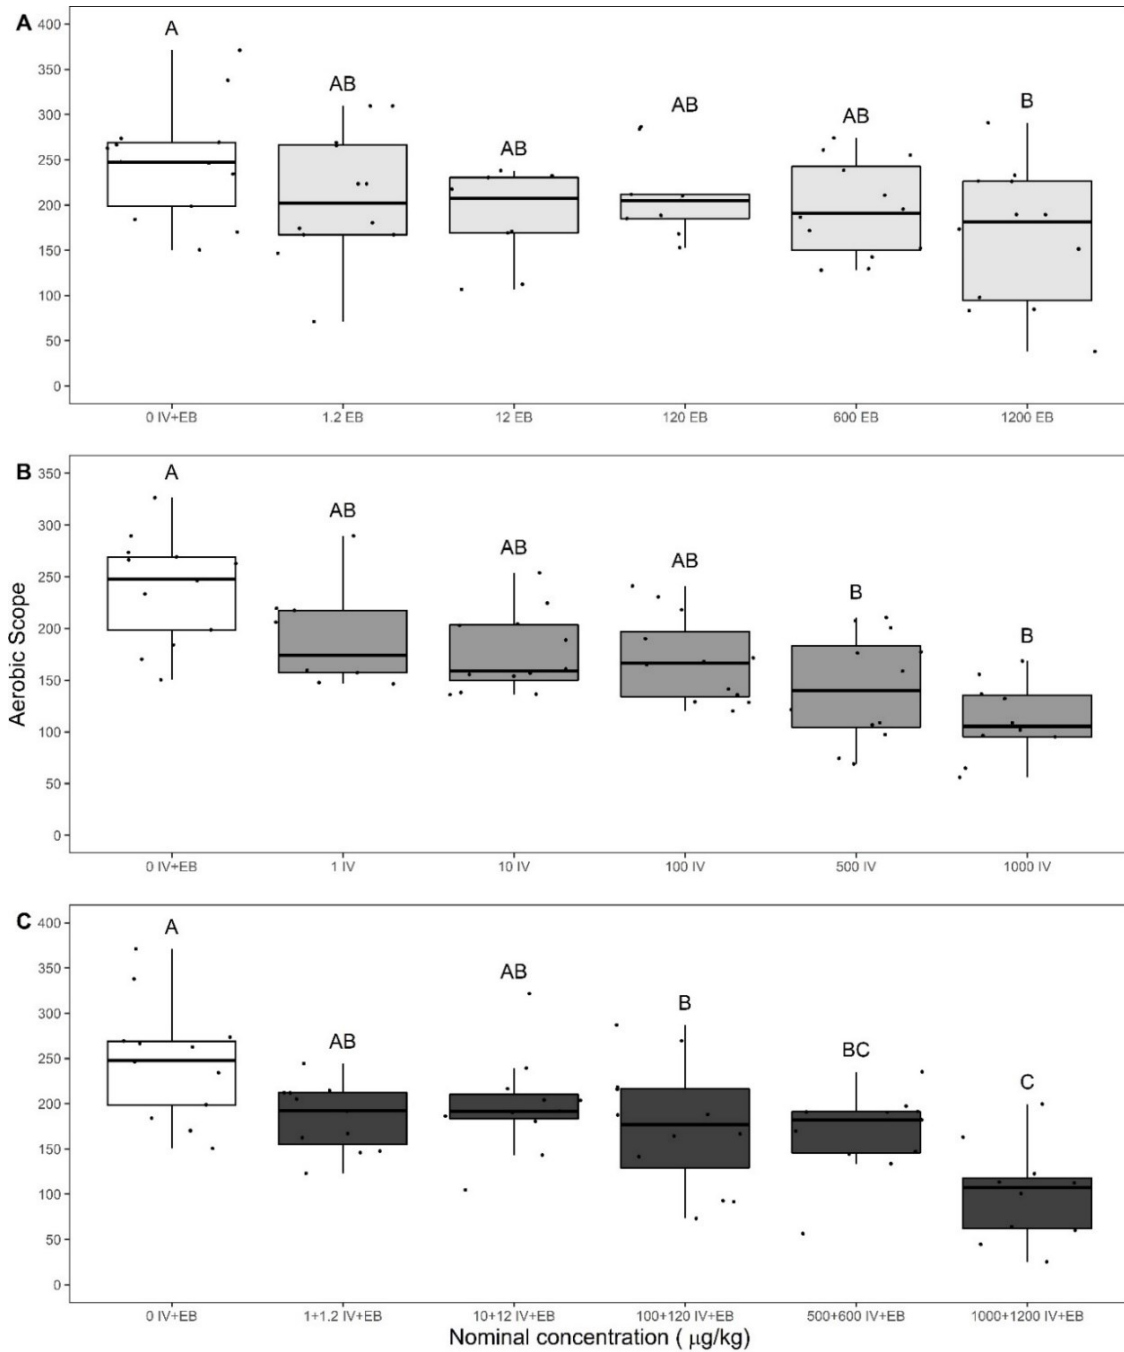 A
400
350
300
250
200
150
100
50
0
A
AB
AB
AB
AB
B
0 IV+EB 1.2 EB 12 EB 120 EB 600 EB 1200 EB
B
350
300
250
200
150
100
50
0
A
AB
AB
AB
B
B
0 IV+EB 1 IV 10 IV 100 IV 500 IV 1000 IV
Aerobic Scope
C
400
350
300
250
200
150
100
50
0
A
AB
AB
B
BC
C
0 IV+EB 1+1.2 IV+EB 10+12 IV+EB 100+120 IV+EB 500+600 IV+EB 1000+1200 IV+EB
Nominal concentration ( μg/kg)